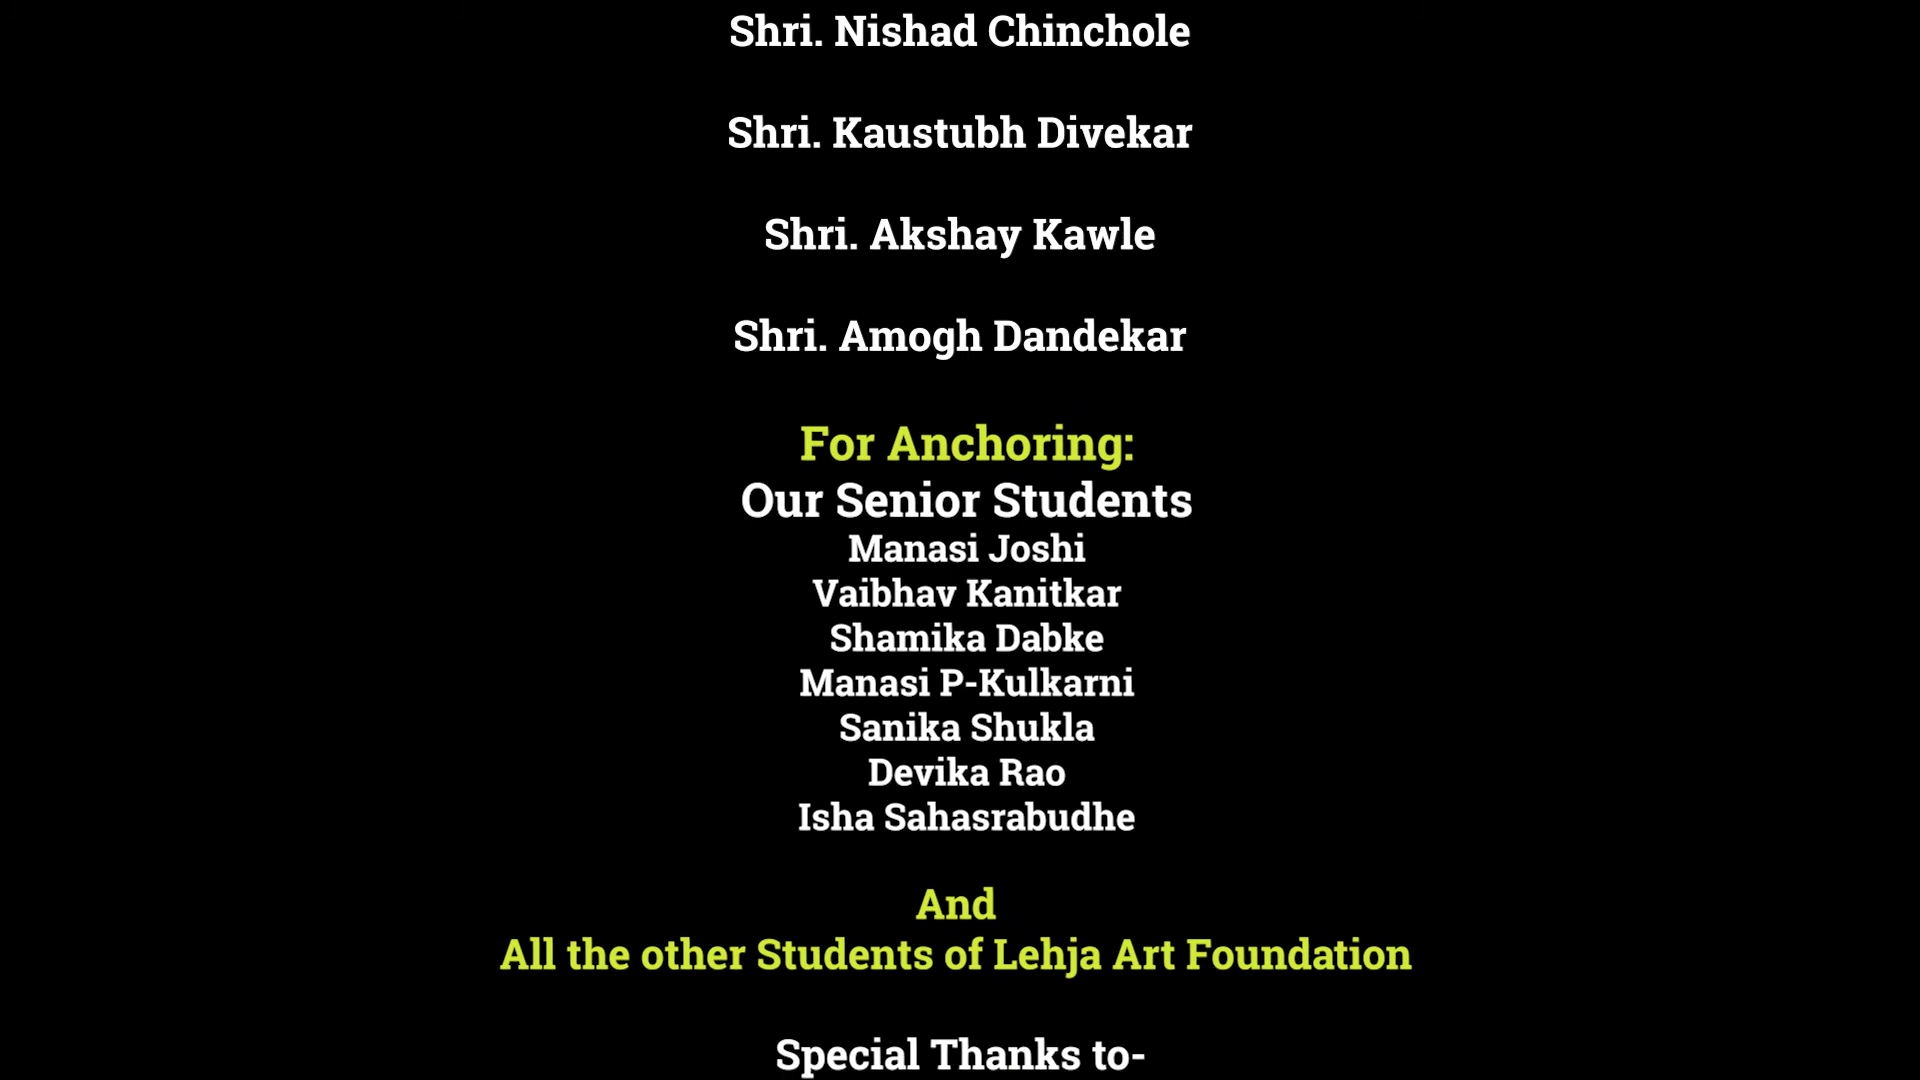 Shri. Nishad Chinchole
Shri. Kaustubh Divekar
Shri. Akshay Kawle
Shri. Amogh Dandekar
For Anchoring:
Our Senior Students
Manasi Joshi
Vaibhav Kanitkar
Shamika Dabke
Manasi P-Kulkarni
Sanika Shukla
Devika Rao
Isha Sahasrabudhe
And
All the other Students of Lehja Art Foundation
Special Thanks to-